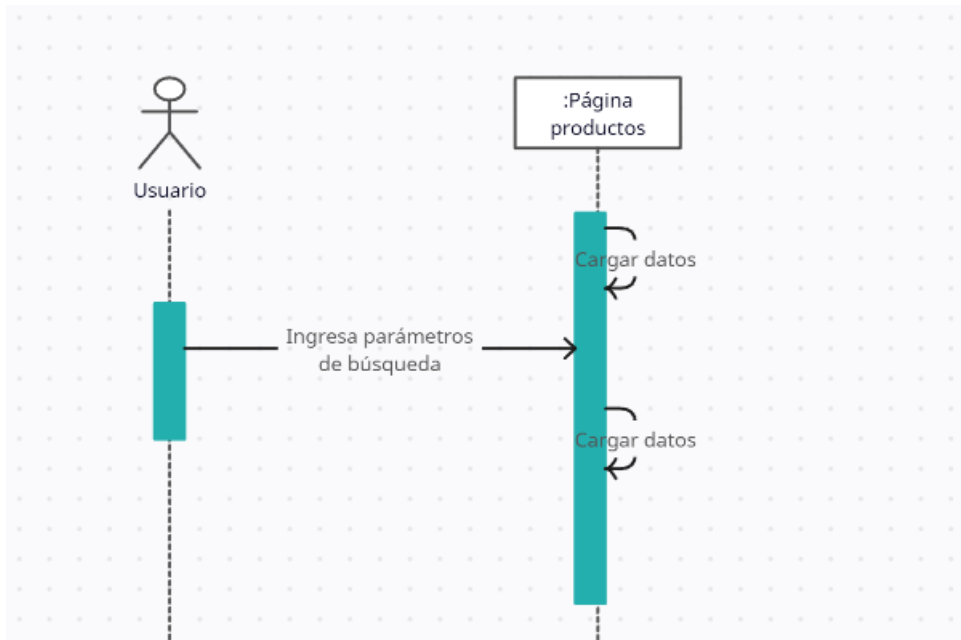 :Página
productos
Usuario
Cargar datos
Ingresa parámetros
de búsqueda
Cargar datos